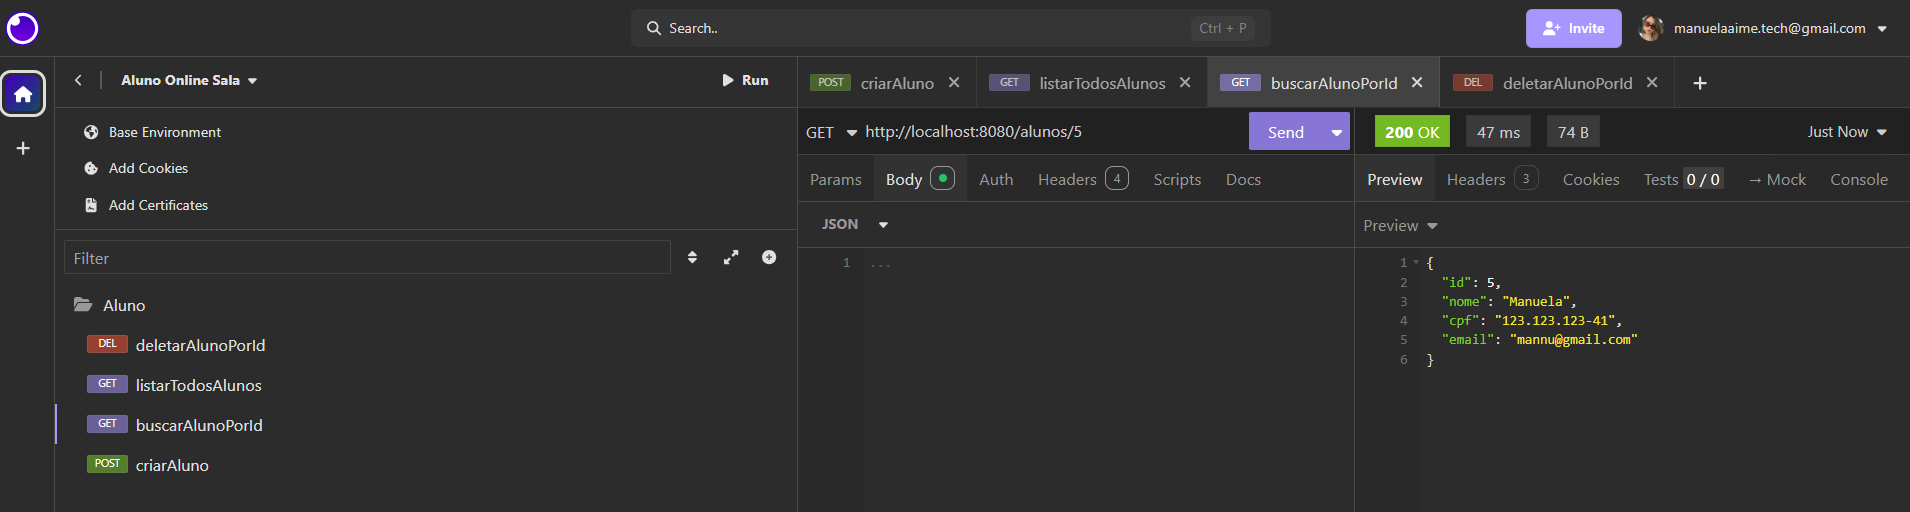 Search..
Ctrl + P
Invite
manuelaaime.tech@gmail.com
Aluno Online Sala
Run
Base Environment
Add Cookies
Add Certificates
Filter
Aluno
DEL deletarAlunoPorId
GET listarTodosAlunos
GET buscarAlunoPorId
POST criarAluno
POST criarAluno
GET listarTodosAlunos
GET buscarAlunoPorId
DEL deletarAlunoPorId
GET http://localhost:8080/alunos/5
Send
Params Body Auth Headers 4 Scripts Docs
JSON
1 ...
200 OK 47 ms 74 B Just Now
Preview Headers 3 Cookies Tests 0 / 0 → Mock Console
Preview
1 {
2 "id": 5,
3 "nome": "Manuela",
4 "cpf": "123.123.123-41",
5 "email": "mannu@gmail.com"
6 }